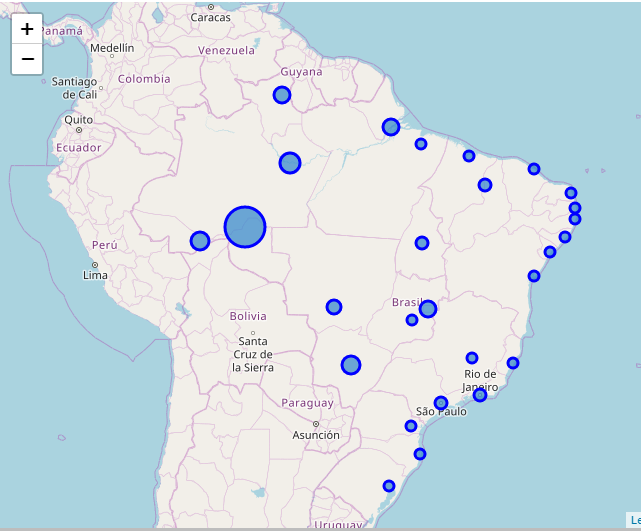 +
−
Panamá
Caracas
Medellín
Venezuela
Guyana
Colombia
Santiago
de Cali
Quito
Ecuador
Perú
Lima
Brasil
Bolivia
Santa
Cruz de
la Sierra
Rio de
Janeiro
São Paulo
Paraguay
Asunción
Uruguay
Le